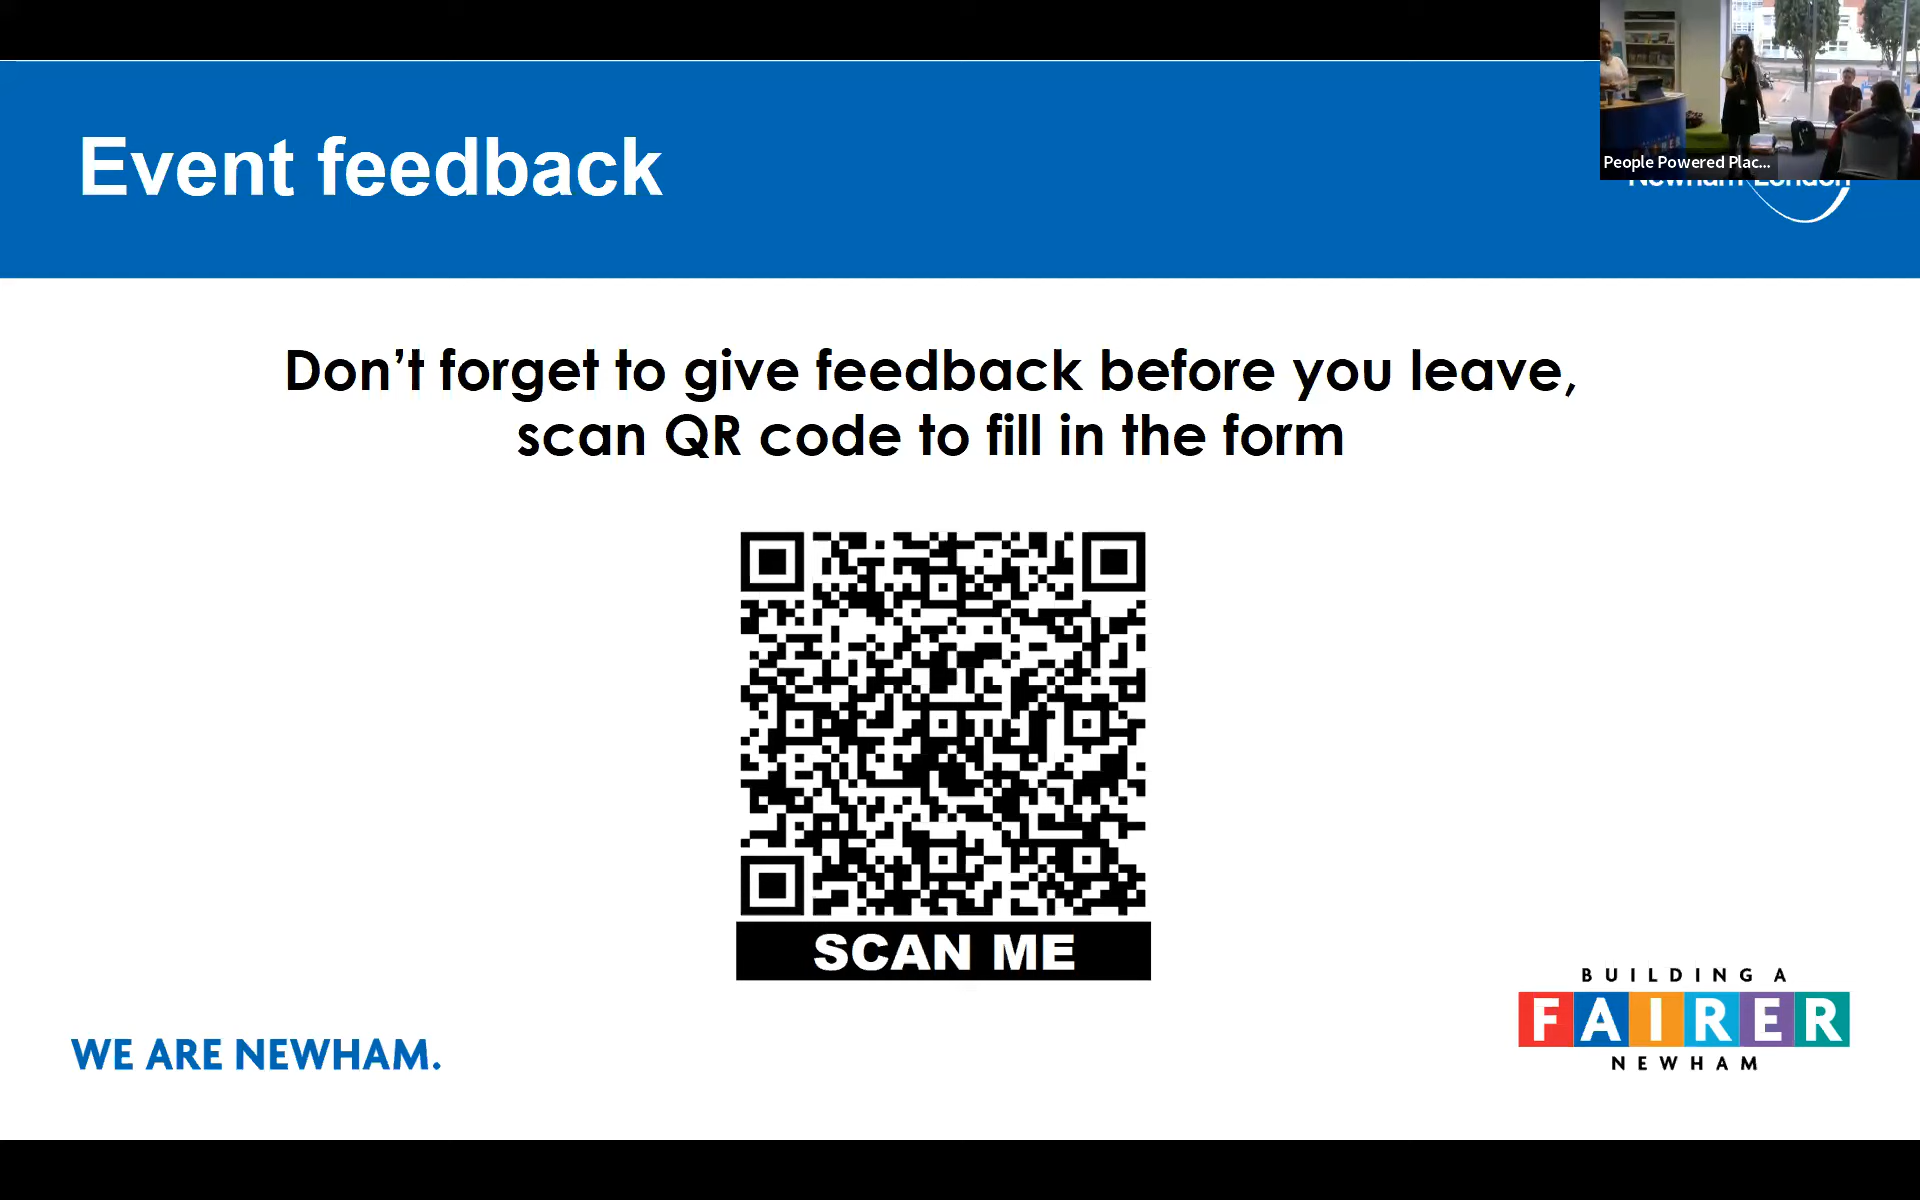 Event feedback
People Powered Plac...
Newham London
Don't forget to give feedback before you leave,
scan QR code to fill in the form
SCAN ME
WE ARE NEWHAM.
BUILDING A
FAIRER
NEWHAM